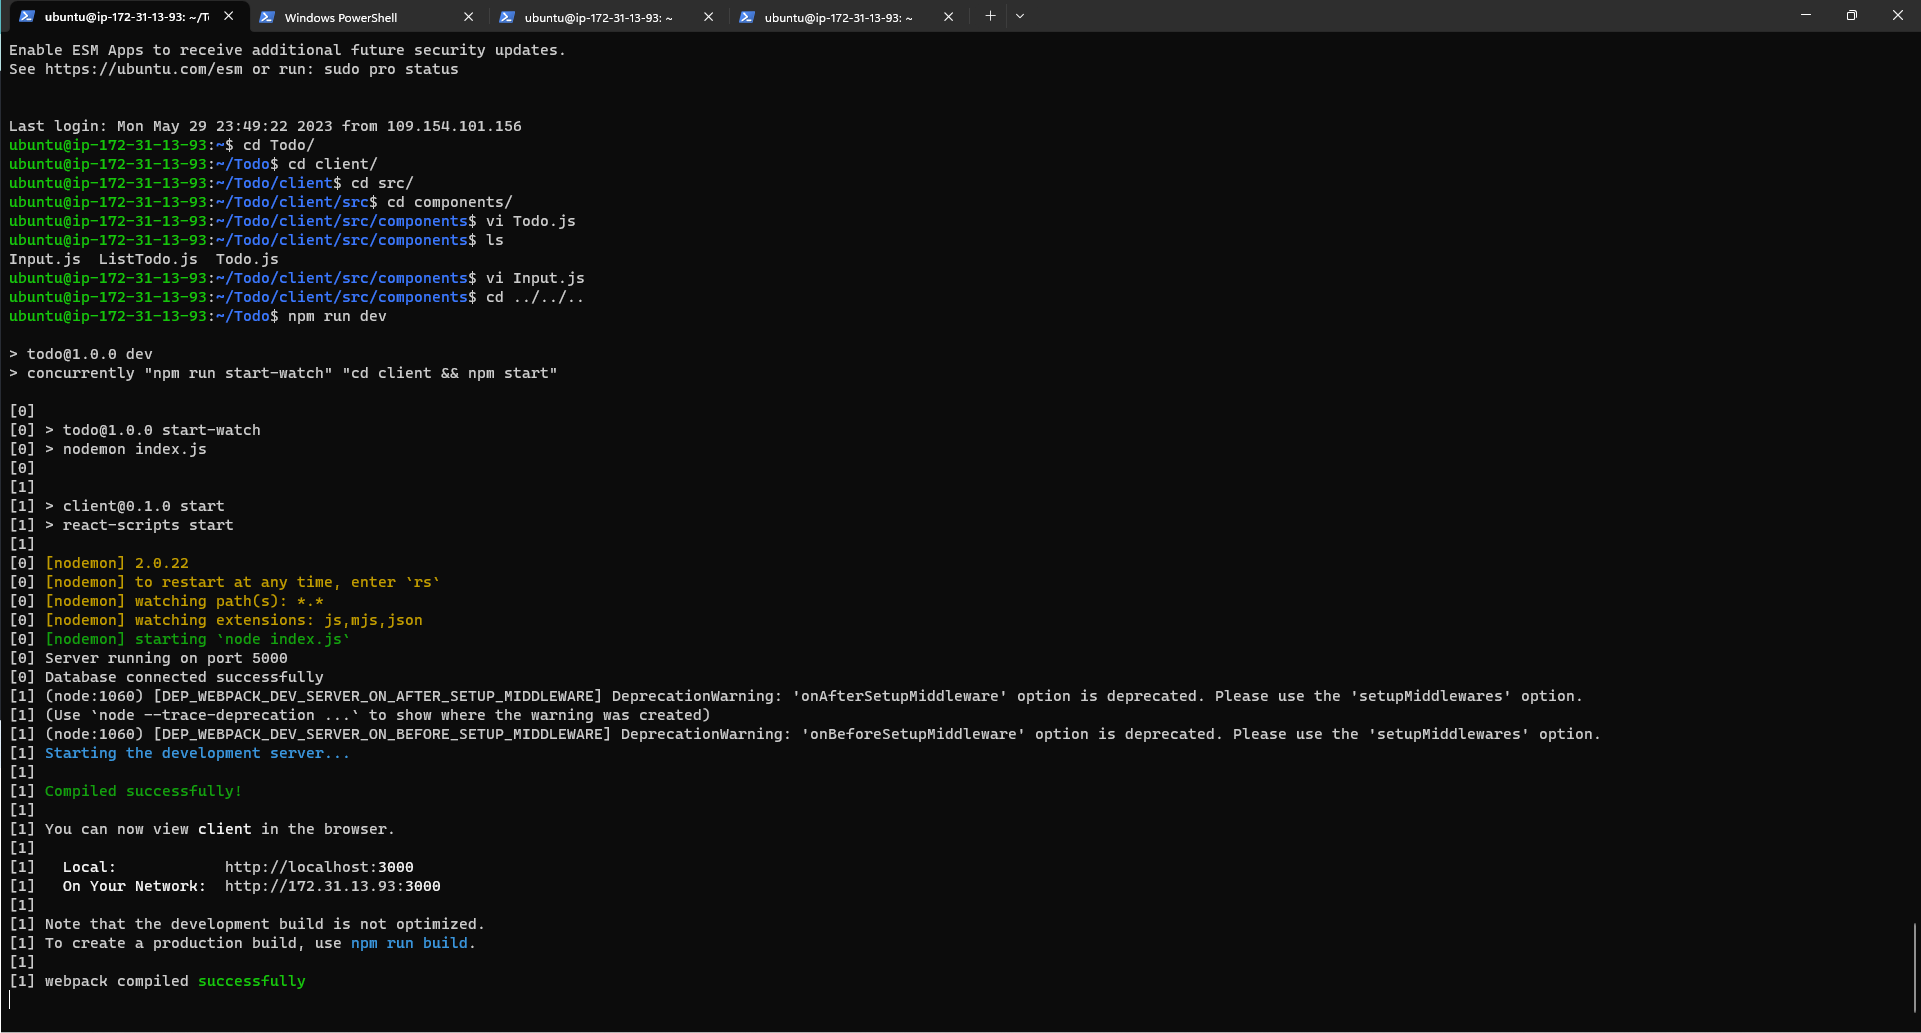 ubuntu@ip-172-31-13-93: ~/T
Windows PowerShell
ubuntu@ip-172-31-13-93: ~
ubuntu@ip-172-31-13-93: ~
Enable ESM Apps to receive additional future security updates.
See https://ubuntu.com/esm or run: sudo pro status
Last login: Mon May 29 23:49:22 2023 from 109.154.101.156
ubuntu@ip-172-31-13-93:~$ cd Todo/
ubuntu@ip-172-31-13-93:~/Todo$ cd client/
ubuntu@ip-172-31-13-93:~/Todo/client$ cd src/
ubuntu@ip-172-31-13-93:~/Todo/client/src$ cd components/
ubuntu@ip-172-31-13-93:~/Todo/client/src/components$ vi Todo.js
ubuntu@ip-172-31-13-93:~/Todo/client/src/components$ ls
Input.js  ListTodo.js  Todo.js
ubuntu@ip-172-31-13-93:~/Todo/client/src/components$ vi Input.js
ubuntu@ip-172-31-13-93:~/Todo/client/src/components$ cd ../../..
ubuntu@ip-172-31-13-93:~/Todo$ npm run dev
> todo@1.0.0 dev
> concurrently "npm run start-watch" "cd client && npm start"
[0]
[0] > todo@1.0.0 start-watch
[0] > nodemon index.js
[0]
[1]
[1] > client@0.1.0 start
[1] > react-scripts start
[1]
[0] [nodemon] 2.0.22
[0] [nodemon] to restart at any time, enter `rs`
[0] [nodemon] watching path(s): *.*
[0] [nodemon] watching extensions: js,mjs,json
[0] [nodemon] starting `node index.js`
[0] Server running on port 5000
[0] Database connected successfully
[1] (node:1060) [DEP_WEBPACK_DEV_SERVER_ON_AFTER_SETUP_MIDDLEWARE] DeprecationWarning: 'onAfterSetupMiddleware' option is deprecated. Please use the 'setupMiddlewares' option.
[1] (Use `node --trace-deprecation ...` to show where the warning was created)
[1] (node:1060) [DEP_WEBPACK_DEV_SERVER_ON_BEFORE_SETUP_MIDDLEWARE] DeprecationWarning: 'onBeforeSetupMiddleware' option is deprecated. Please use the 'setupMiddlewares' option.
[1] Starting the development server...
[1]
[1] Compiled successfully!
[1]
[1] You can now view client in the browser.
[1]
[1]   Local:            http://localhost:3000
[1]   On Your Network:  http://172.31.13.93:3000
[1]
[1] Note that the development build is not optimized.
[1] To create a production build, use npm run build.
[1]
[1] webpack compiled successfully